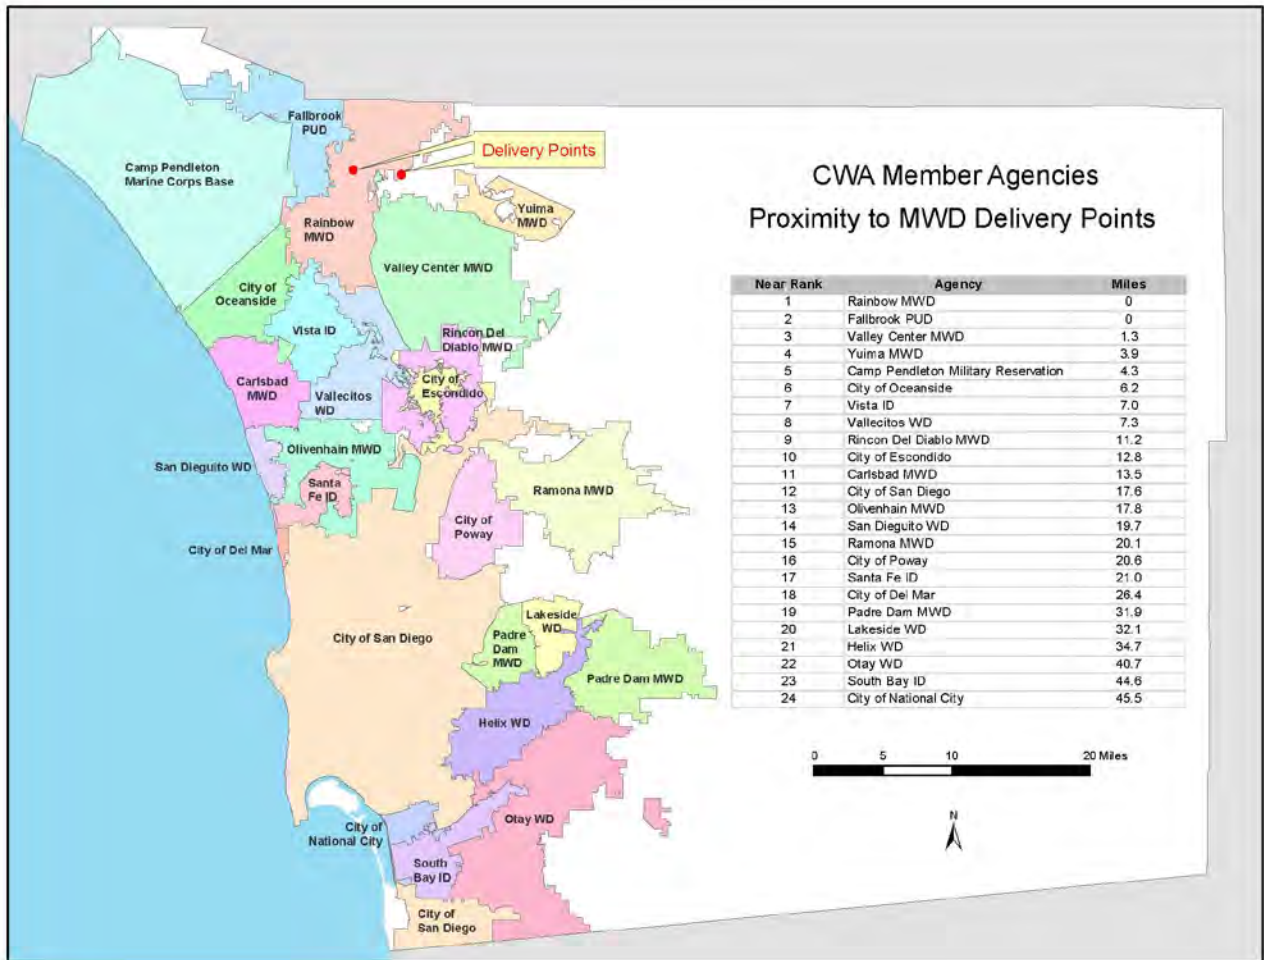 Fallbrook
PUD
Delivery Points
Camp Pendleton
Marine Corps Base
Yuima
MWD
Rainbow
MWD
Valley Center MWD
City of
Oceanside
Vista ID
Rincon Del
Diablo MWD
Carlsbad
MWD
City of
Escondido
Vallecitos
WD
Olivenhain MWD
San Dieguito WD
Santa
Fe ID
Ramona MWD
City of
Poway
City of Del Mar
Lakeside
WD
City of San Diego
Padre
Dam
MWD
Padre Dam MWD
Helix WD
Otay WD
City of
National City
South
Bay ID
City of
San Diego
CWA Member Agencies
Proximity to MWD Delivery Points
Near Rank Agency Miles
1 Rainbow MWD 0
2 Fallbrook PUD 0
3 Valley Center MWD 1.3
4 Yuima MWD 3.9
5 Camp Pendleton Military Reservation 4.3
6 City of Oceanside 6.2
7 Vista ID 7.0
8 Vallecitos WD 7.3
9 Rincon Del Diablo MWD 11.2
10 City of Escondido 12.8
11 Carlsbad MWD 13.5
12 City of San Diego 17.6
13 Olivenhain MWD 17.8
14 San Dieguito WD 19.7
15 Ramona MWD 20.1
16 City of Poway 20.6
17 Santa Fe ID 21.0
18 City of Del Mar 26.4
19 Padre Dam MWD 31.9
20 Lakeside WD 32.1
21 Helix WD 34.7
22 Otay WD 40.7
23 South Bay ID 44.6
24 City of National City 45.5
0 5 10 20 Miles
N